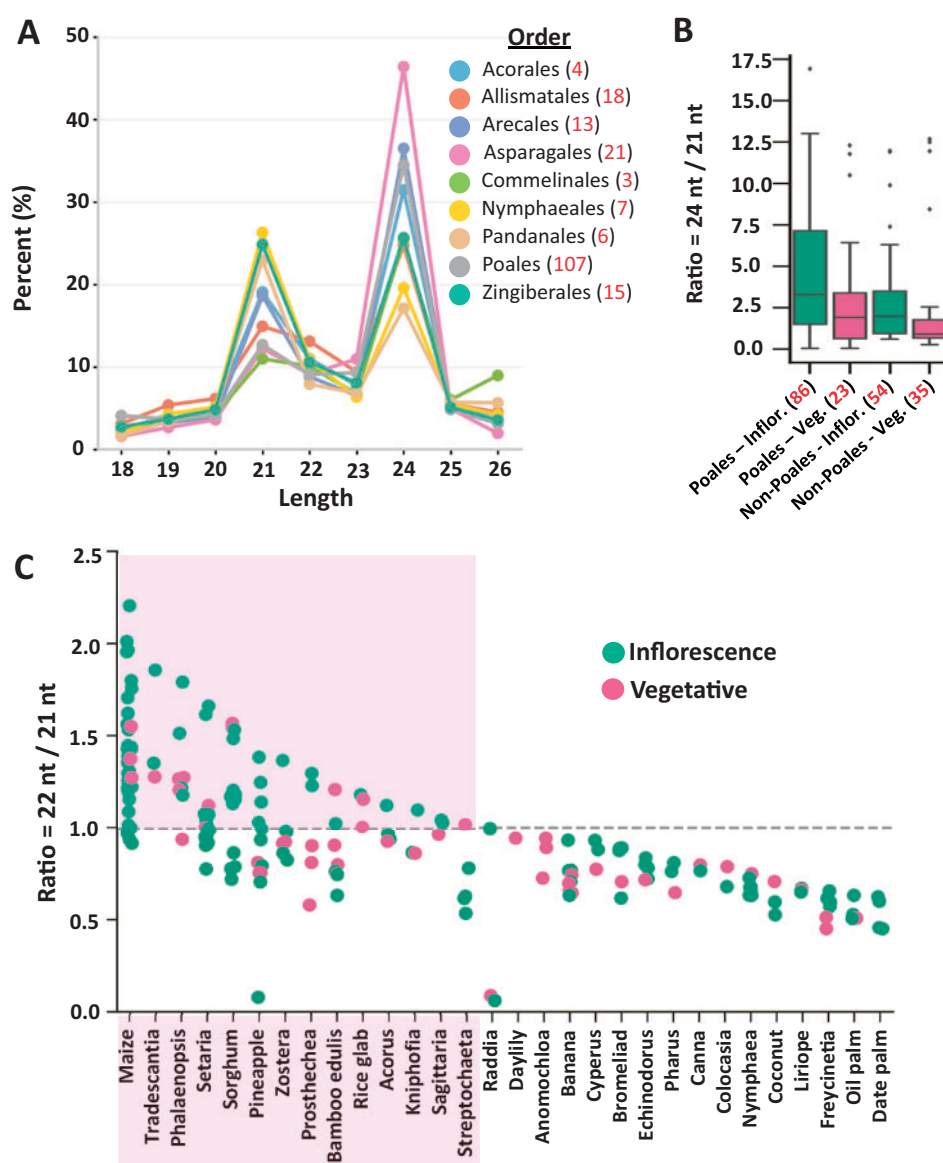 A
50
40
30
20
10
0
Percent (%)
18 19 20 21 22 23 24 25 26
Length
Order
Acorales (4)
Allismatales (18)
Arecales (13)
Asparagales (21)
Commelinales (3)
Nymphaeales (7)
Pandanales (6)
Poales (107)
Zingiberales (15)
B
17.5
15.0
12.5
10.0
7.5
5.0
2.5
0.0
Ratio = 24 nt / 21 nt
Poales – Inflor. (86)
Poales – Veg. (23)
Non-Poales - Inflor. (54)
Non-Poales - Veg. (35)
C
2.5
2.0
1.5
1.0
0.5
0.0
Ratio = 22 nt / 21 nt
Inflorescence
Vegetative
Maize
Tradescantia
Phalaenopsis
Setaria
Sorghum
Pineapple
Zostera
Prosthechea
Bamboo edulis
Rice glab
Acorus
Kniphofia
Sagittaria
Streptochaeta
Raddia
Daylily
Anomochloa
Banana
Cyperus
Bromeliad
Echinodorus
Pharus
Canna
Colocasia
Nymphaea
Coconut
Liriope
Freycinetia
Oil palm
Date palm